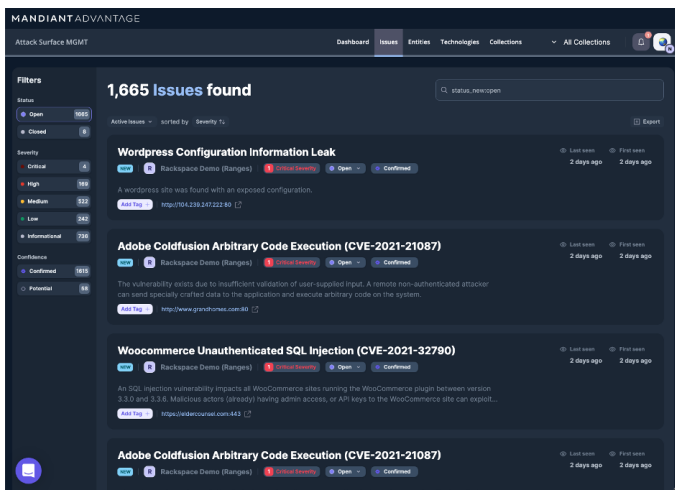 MANDIANT ADVANTAGE
Attack Surface MGMT
Dashboard Issues Entities Technologies Collections All Collections
Filters
Status
Open 1665
Closed 8
Severity
Critical 4
High 169
Medium 522
Low 242
Informational 736
Confidence
Confirmed 1615
Potential 58
1,665 Issues found
status_new:open
Active Issues sorted by Severity
Export
Wordpress Configuration Information Leak
NEW R Rackspace Demo (Ranges) 1 Critical Severity Open Confirmed
A wordpress site was found with an exposed configuration.
Add Tag + http://104.239.247.222:80
Last seen First seen
2 days ago 2 days ago
Adobe Coldfusion Arbitrary Code Execution (CVE-2021-21087)
NEW R Rackspace Demo (Ranges) 1 Critical Severity Open Confirmed
The vulnerability exists due to insufficient validation of user-supplied input. A remote non-authenticated attacker
can send specially crafted data to the application and execute arbitrary code on the system.
Add Tag + http://www.grandhomes.com:80
Last seen First seen
2 days ago 2 days ago
Woocommerce Unauthenticated SQL Injection (CVE-2021-32790)
NEW R Rackspace Demo (Ranges) 1 Critical Severity Open Confirmed
An SQL injection vulnerability impacts all WooCommerce sites running the WooCommerce plugin between version
3.3.0 and 3.3.6. Malicious actors (already) having admin access, or API keys to the WooCommerce site can exploit...
Add Tag + https://eldercounsel.com:443
Last seen First seen
2 days ago 2 days ago
Adobe Coldfusion Arbitrary Code Execution (CVE-2021-21087)
NEW R Rackspace Demo (Ranges) 1 Critical Severity Open Confirmed
Last seen First seen
2 days ago 2 days ago